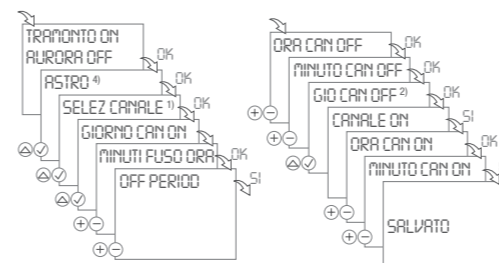 TRAMONTO ON
AURORA OFF
OK
ASTRO 4)
OK
SELEZ CANALE 1)
OK
GIORNO CAN ON
MINUTI FUSO ORA
OK
OFF PERIOD
SI
ORA CAN OFF
OK
MINUTO CAN OFF
OK
GIO CAN OFF 2)
CANALE ON
SI
ORA CAN ON
OK
MINUTO CAN ON
SALVATO